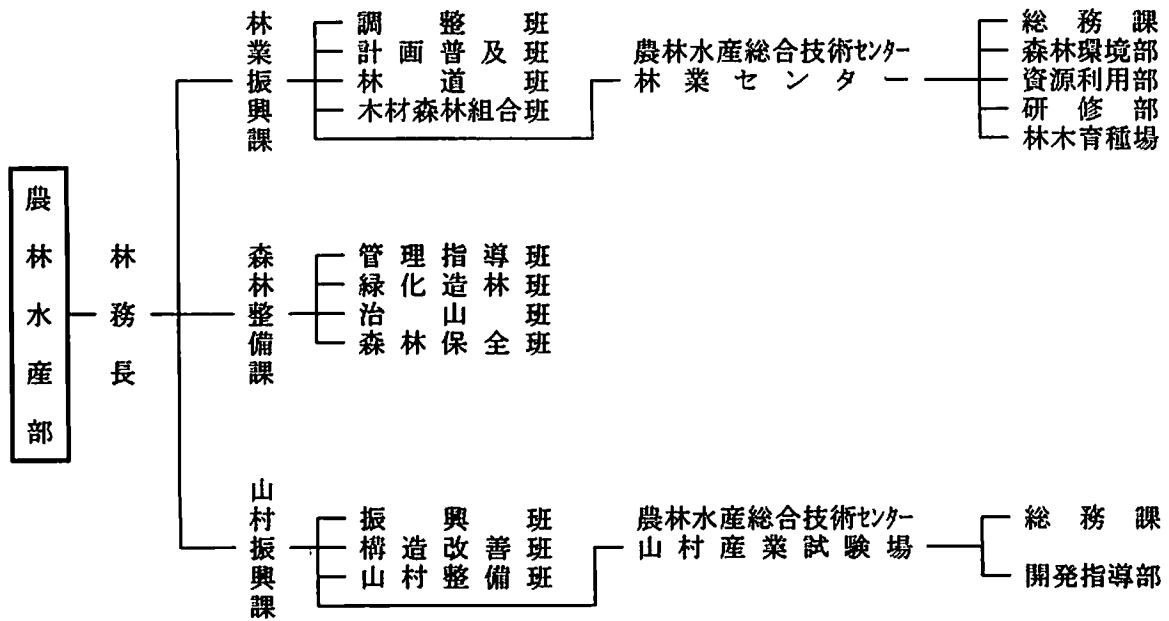 農林水産部
林務長
林業振興課
調整班
計画普及班
林道班
木材森林組合班
農林水産総合技術センター
林業センター
総務課
森林環境部
資源利用部
研修部
林木育種場
森林整備課
管理指導班
緑化造林班
治山班
森林保全班
山村振興課
振興班
構造改善班
山村整備班
農林水産総合技術センター
山村産業試験場
総務課
開発指導部